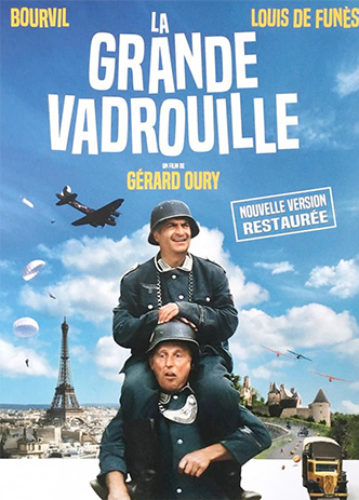 BOURVIL
LOUIS DE FUNÈS
LA
GRANDE
VADROUILLE
UN FILM DE
GÉRARD OURY
NOUVELLE VERSION
RESTAURÉE